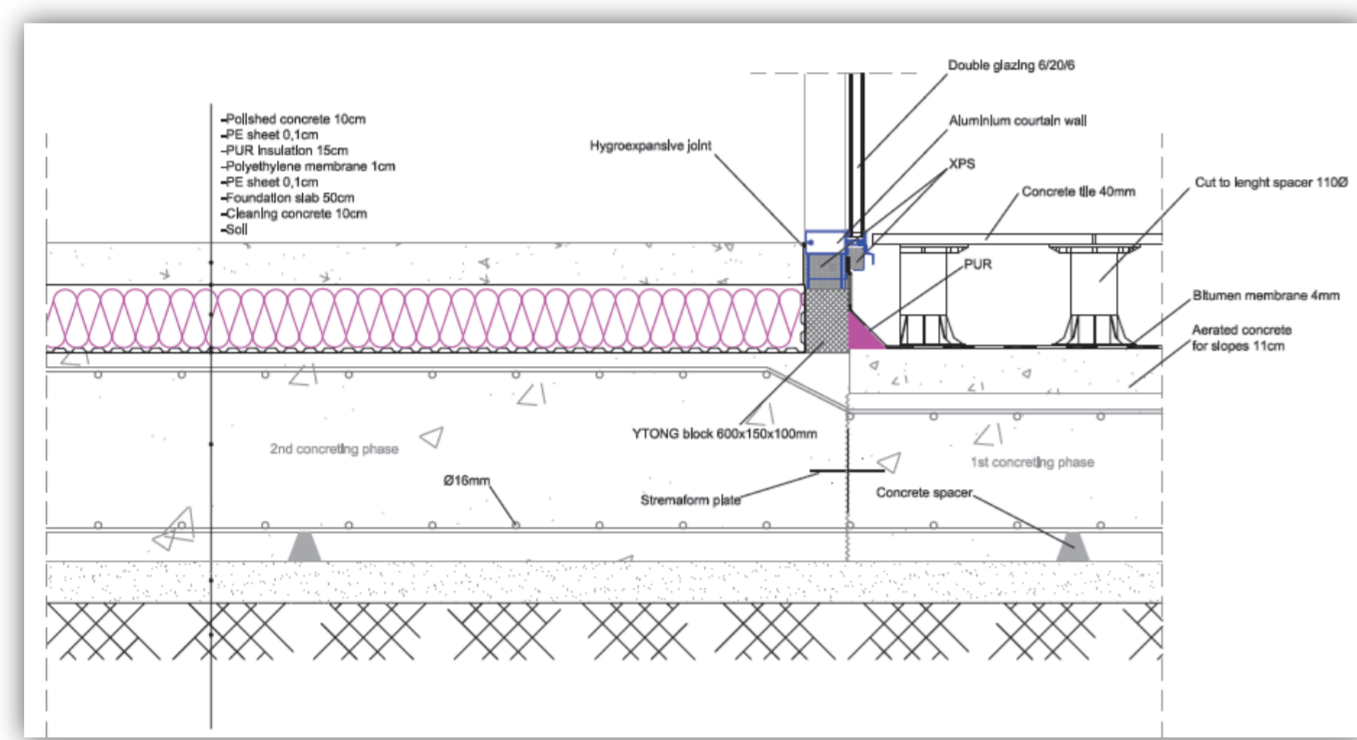 -Polished concrete 10cm
-PE sheet 0,1cm
-PUR insulation 15cm
-Polyethylene membrane 1cm
-PE sheet 0,1cm
-Foundation slab 50cm
-Cleaning concrete 10cm
-Soil
Hygroexpansive joint
Double glazing 6/20/6
Aluminium courtain wall
XPS
Concrete tile 40mm
Cut to lenght spacer 110Ø
PUR
Bitumen membrane 4mm
Aerated concrete
for slopes 11cm
YTONG block 600x150x100mm
2nd concreting phase
1st concreting phase
Ø16mm
Stremaform plate
Concrete spacer